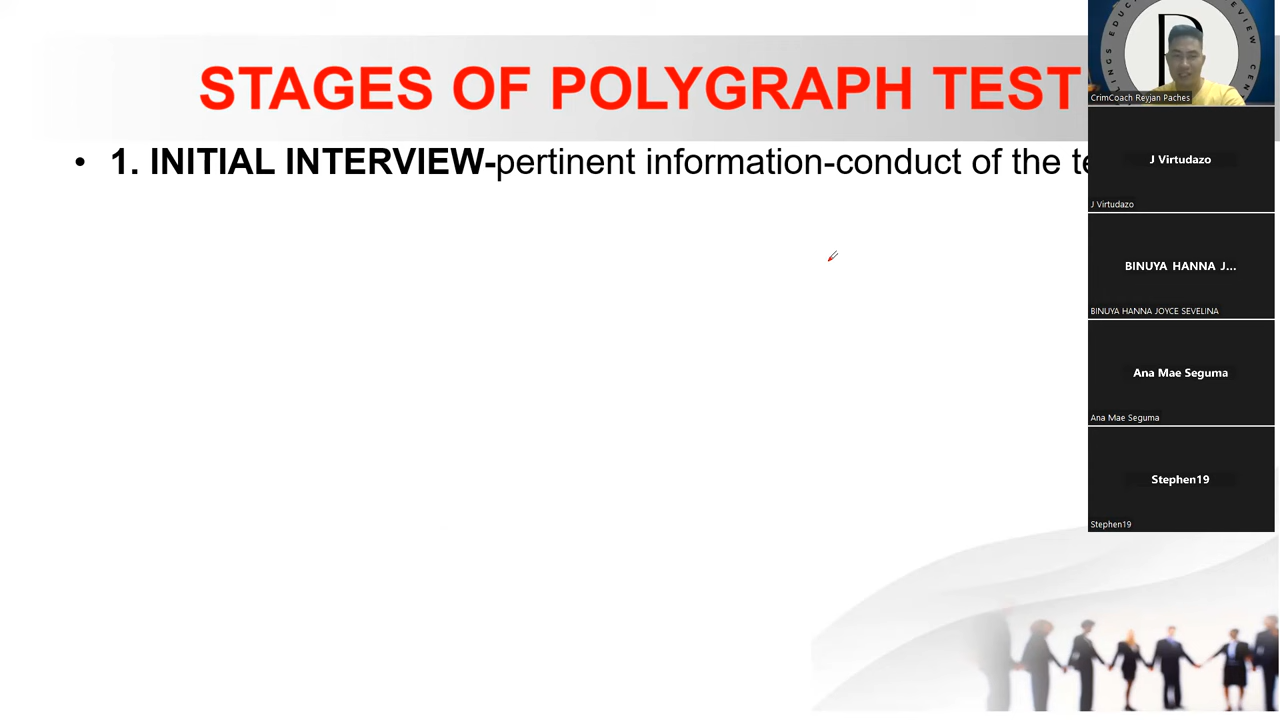 STAGES OF POLYGRAPH TEST
• 1. INITIAL INTERVIEW-pertinent information-conduct of the
CrimCoach Reyjan Paches
J Virtudazo
J Virtudazo
BINUYA HANNA J...
BINUYA HANNA JOYCE SEVELINA
Ana Mae Seguma
Ana Mae Seguma
Stephen19
Stephen19